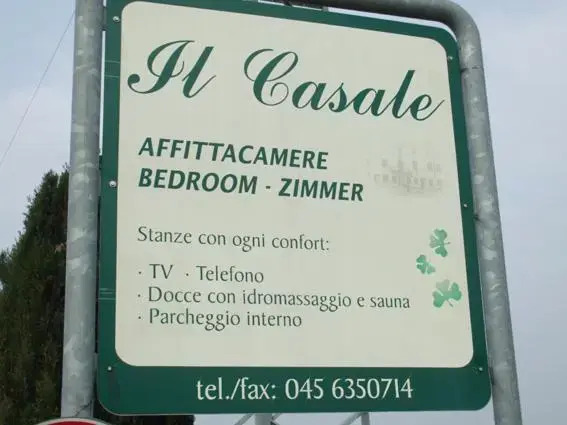 Il Casale
AFFITTACAMERE
BEDROOM - ZIMMER
Stanze con ogni confort:
· TV · Telefono
· Docce con idromassaggio e sauna
· Parcheggio interno
tel./fax: 045 6350714